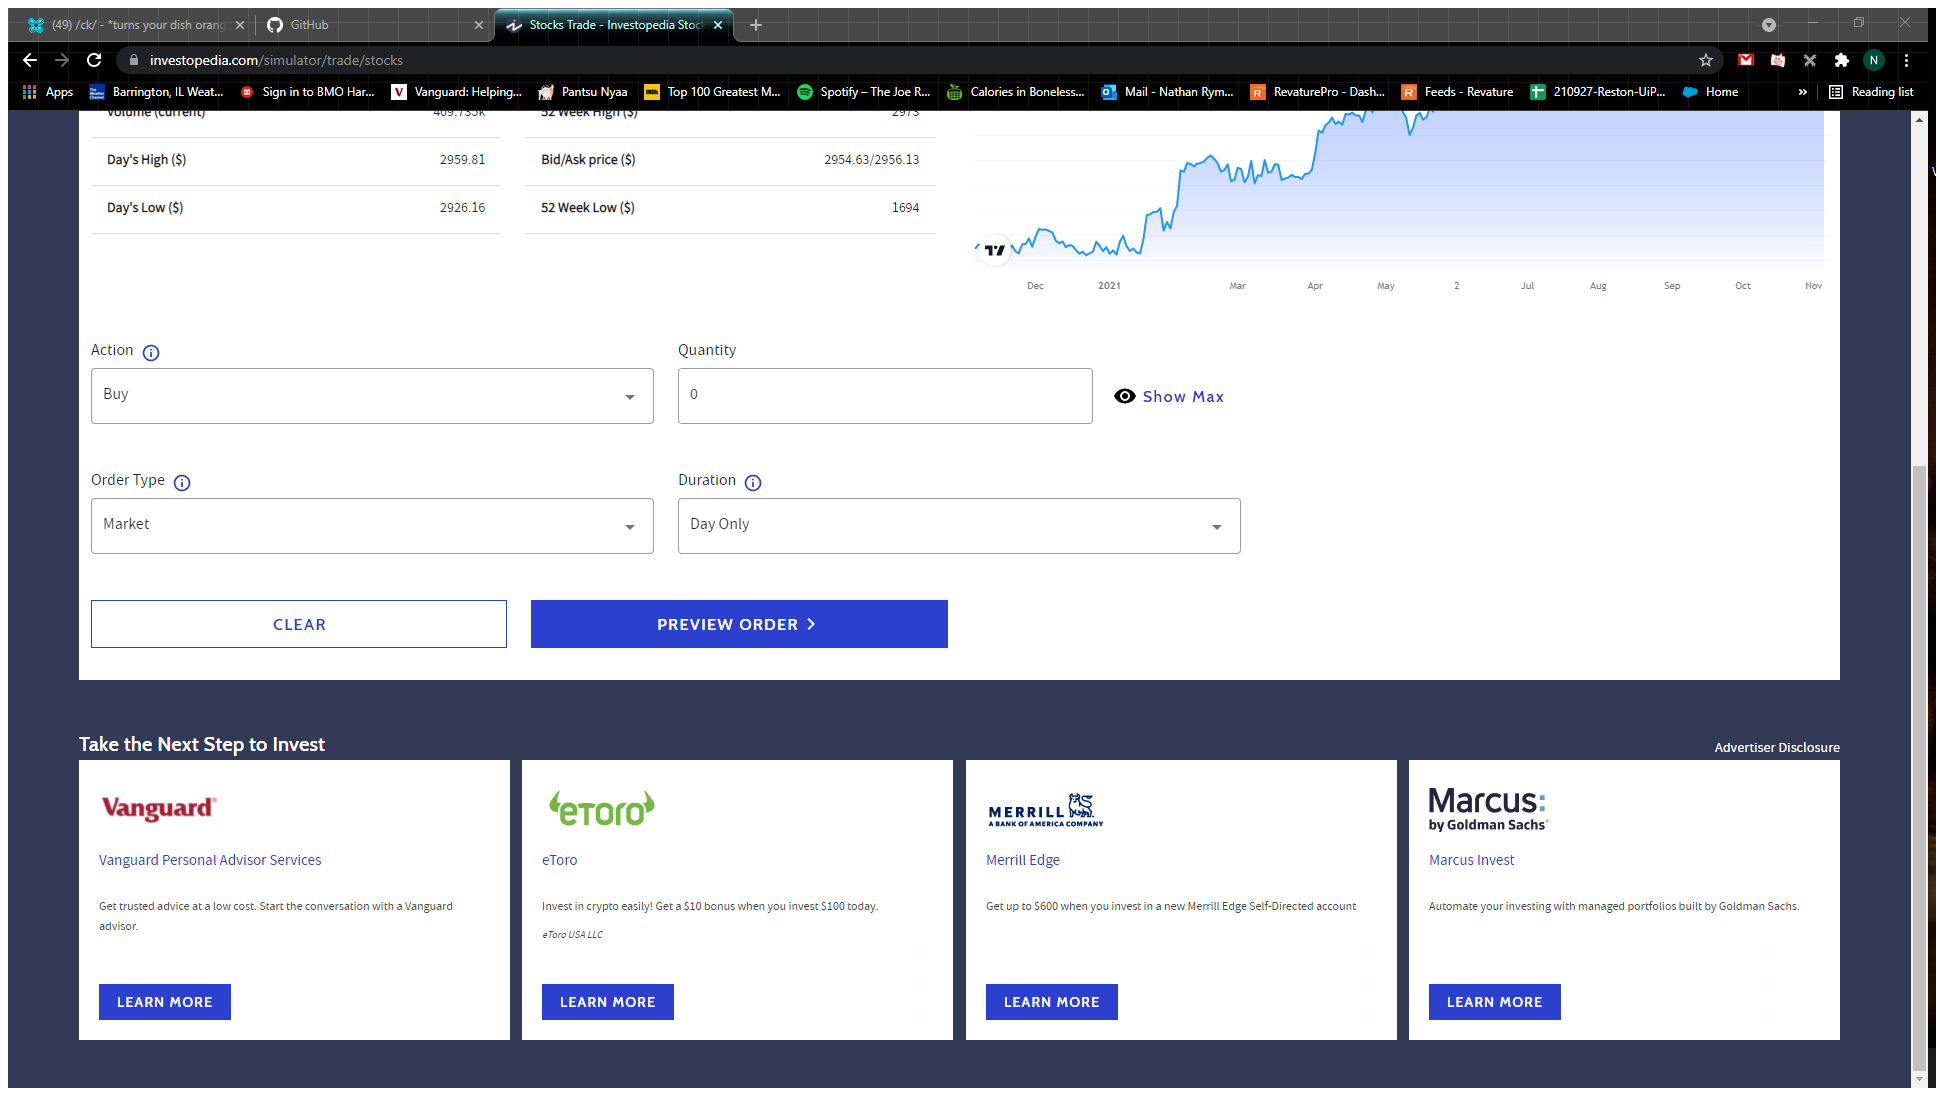 (49) /ck/ - *turns your dish orang
GitHub
Stocks Trade - Investopedia Stoc
investopedia.com/simulator/trade/stocks
N
Apps
Barrington, IL Weat...
Sign in to BMO Har...
Vanguard: Helping...
Pantsu Nyaa
Top 100 Greatest M...
Spotify – The Joe R...
Calories in Boneless...
Mail - Nathan Rym...
RevaturePro - Dash...
Feeds - Revature
210927-Reston-UiP...
Home
»
Reading list
Volume (current) 409.735k
52 Week High ($) 2973
Day's High ($) 2959.81
Bid/Ask price ($) 2954.63/2956.13
Day's Low ($) 2926.16
52 Week Low ($) 1694
Dec 2021 Mar Apr May 2 Jul Aug Sep Oct Nov
Action
Quantity
Buy
0
Show Max
Order Type
Duration
Market
Day Only
CLEAR
PREVIEW ORDER
Take the Next Step to Invest
Advertiser Disclosure
Vanguard
Vanguard Personal Advisor Services
Get trusted advice at a low cost. Start the conversation with a Vanguard
advisor.
LEARN MORE
eToro
eToro
Invest in crypto easily! Get a $10 bonus when you invest $100 today.
eToro USA LLC
LEARN MORE
MERRILL
A BANK OF AMERICA COMPANY
Merrill Edge
Get up to $600 when you invest in a new Merrill Edge Self-Directed account
LEARN MORE
Marcus:
by Goldman Sachs®
Marcus Invest
Automate your investing with managed portfolios built by Goldman Sachs.
LEARN MORE